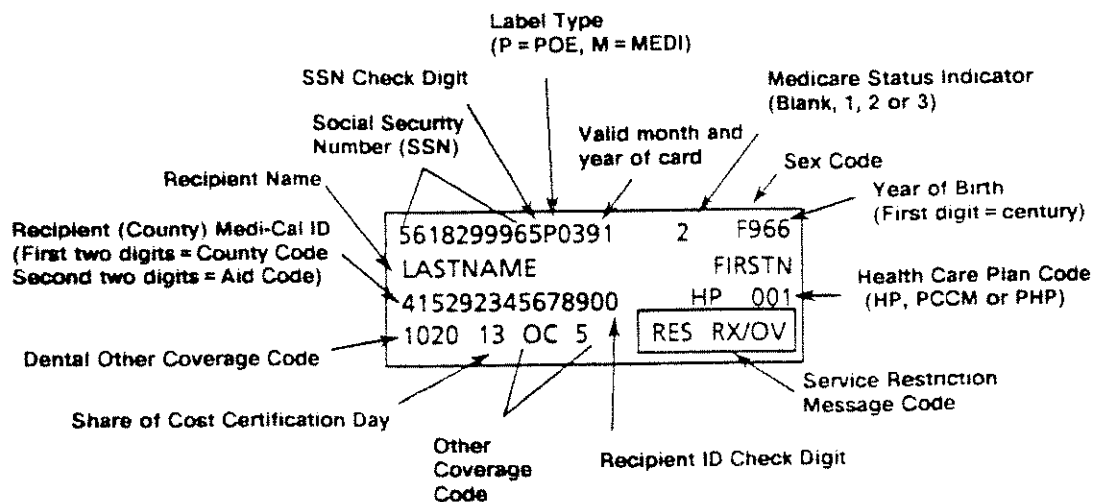 Label Type
(P = POE, M = MEDI)
SSN Check Digit
Medicare Status Indicator
(Blank, 1, 2 or 3)
Social Security
Number (SSN)
Valid month and
year of card
Sex Code
Recipient Name
Year of Birth
(First digit = century)
Recipient (County) Medi-Cal ID
(First two digits = County Code
Second two digits = Aid Code)
5618299965P0391 2 F966
LASTNAME FIRSTN
Health Care Plan Code
(HP, PCCM or PHP)
41529234567890 HP 001
1020 13 OC 5 RES RX/OV
Dental Other Coverage Code
Service Restriction
Message Code
Share of Cost Certification Day
Other
Coverage
Code
Recipient ID Check Digit